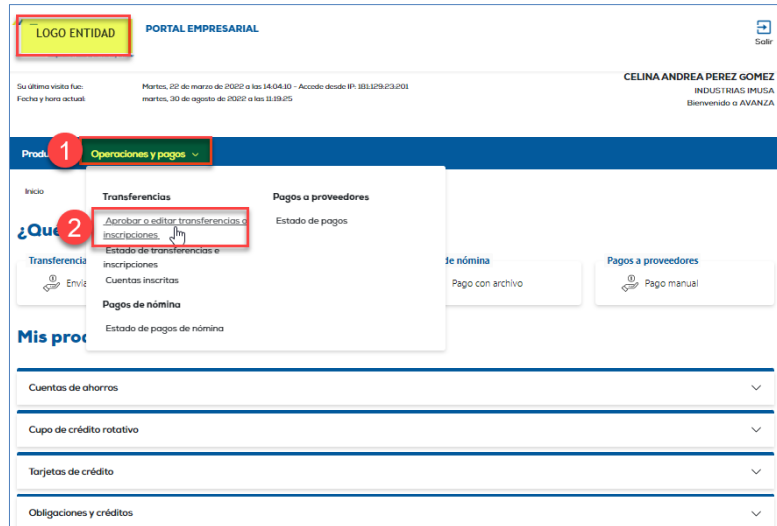 LOGO ENTIDAD
PORTAL EMPRESARIAL
Salir
CELINA ANDREA PEREZ GOMEZ
INDUSTRIAS IMUSA
Bienvenido a AVANZA
Su última visita fue: Martes, 22 de marzo de 2022 a las 14:04:10 - Accede desde IP: 181:129:23:201
Fecha y hora actual: martes, 30 de agosto de 2022 a las 11:19:25
1
Operaciones y pagos
Inicio
Transferencias
Pagos a proveedores
2
Aprobar o editar transferencias o
inscripciones
Estado de pagos
Estado de transferencias e
inscripciones
Cuentas inscritas
Pagos de nómina
Estado de pagos de nómina
de nómina
Pago con archivo
Pagos a proveedores
Pago manual
Cuentas de ahorros
Cupo de crédito rotativo
Tarjetas de crédito
Obligaciones y créditos